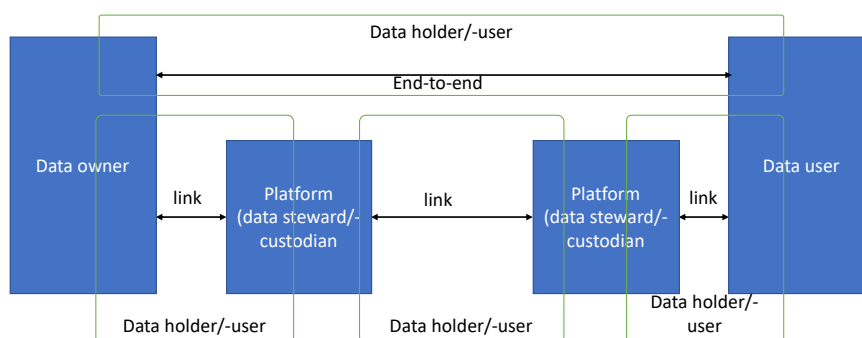 Data holder/-user
End-to-end
Data owner
link
Platform
(data steward/-
custodian
link
Platform
(data steward/-
custodian
link
Data user
Data holder/-user
Data holder/-user
Data holder/-
user